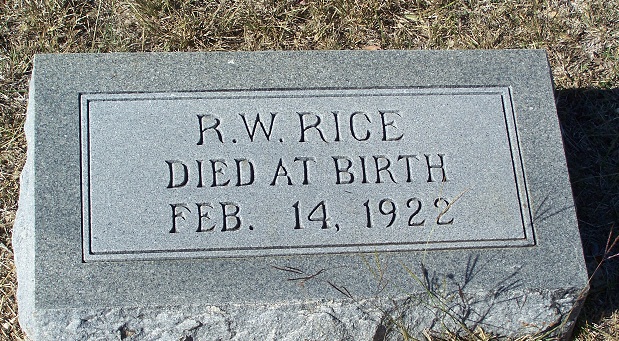 R.W. RICE
DIED AT BIRTH
FEB. 14, 1922